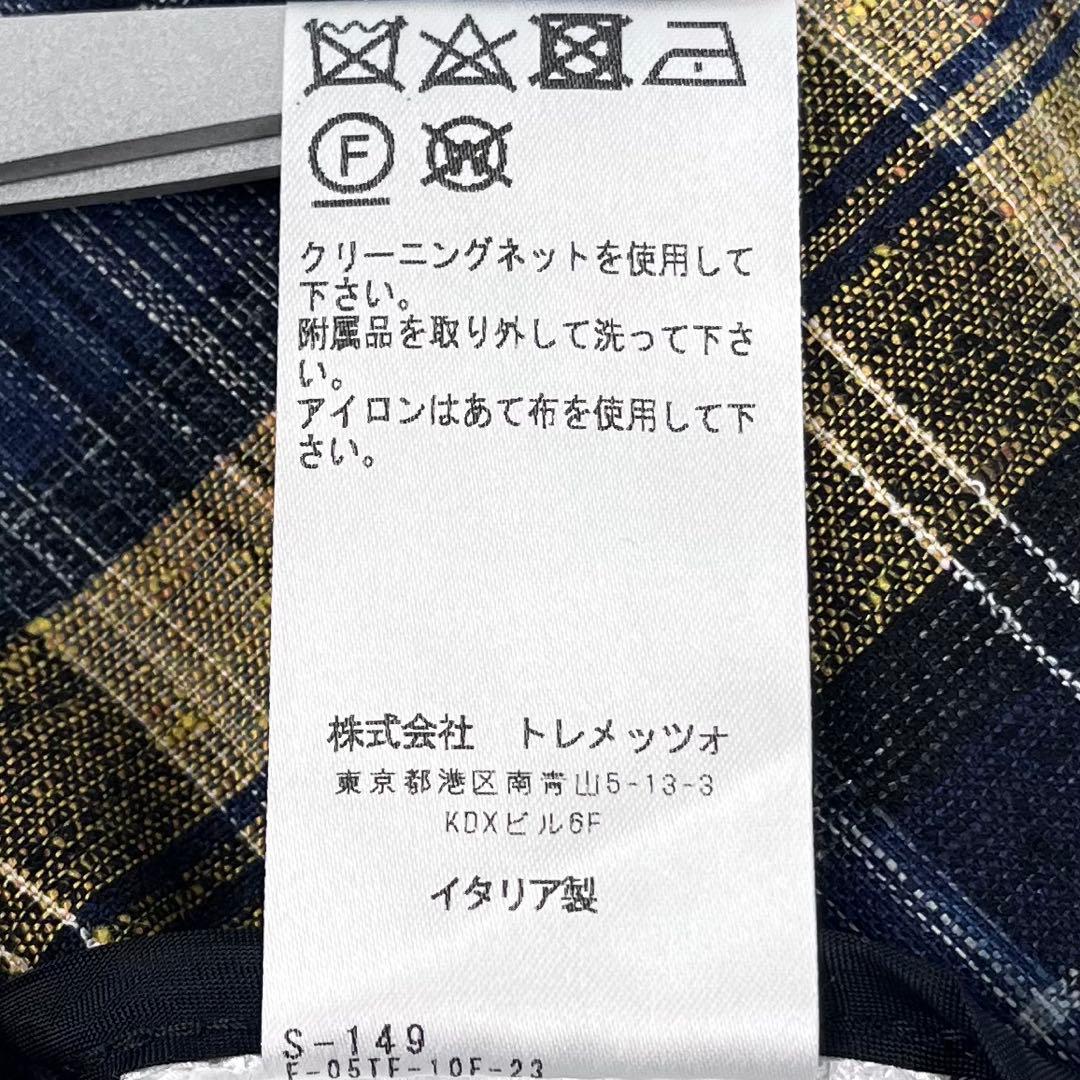 F
W
クリーニングネットを使用して
下さい。
附属品を取り外して洗って下さ
い。
アイロンはあて布を使用して下
さい。
株式会社 トレメッツォ
東京都港区南青山5-13-3
KDXビル6F
イタリア製
S-149
F-05TF-10F-23